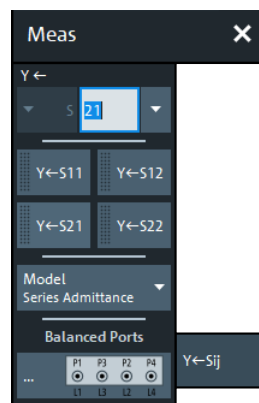 Meas
Y ←
S 21
Y←S11 Y←S12
Y←S21 Y←S22
Model
Series Admittance
Balanced Ports
... P1 P3 P2 P4
L1 L3 L2 L4
Y←Sij